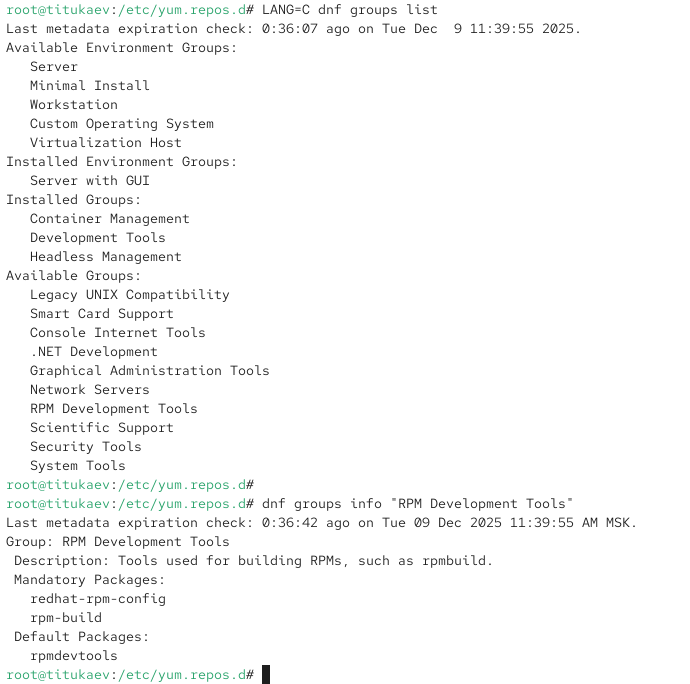 root@titukaev:/etc/yum.repos.d# LANG=C dnf groups list
Last metadata expiration check: 0:36:07 ago on Tue Dec  9 11:39:55 2025.
Available Environment Groups:
   Server
   Minimal Install
   Workstation
   Custom Operating System
   Virtualization Host
Installed Environment Groups:
   Server with GUI
Installed Groups:
   Container Management
   Development Tools
   Headless Management
Available Groups:
   Legacy UNIX Compatibility
   Smart Card Support
   Console Internet Tools
   .NET Development
   Graphical Administration Tools
   Network Servers
   RPM Development Tools
   Scientific Support
   Security Tools
   System Tools
root@titukaev:/etc/yum.repos.d#
root@titukaev:/etc/yum.repos.d# dnf groups info "RPM Development Tools"
Last metadata expiration check: 0:36:42 ago on Tue 09 Dec 2025 11:39:55 AM MSK.
Group: RPM Development Tools
 Description: Tools used for building RPMs, such as rpmbuild.
 Mandatory Packages:
   redhat-rpm-config
   rpm-build
 Default Packages:
   rpmdevtools
root@titukaev:/etc/yum.repos.d#